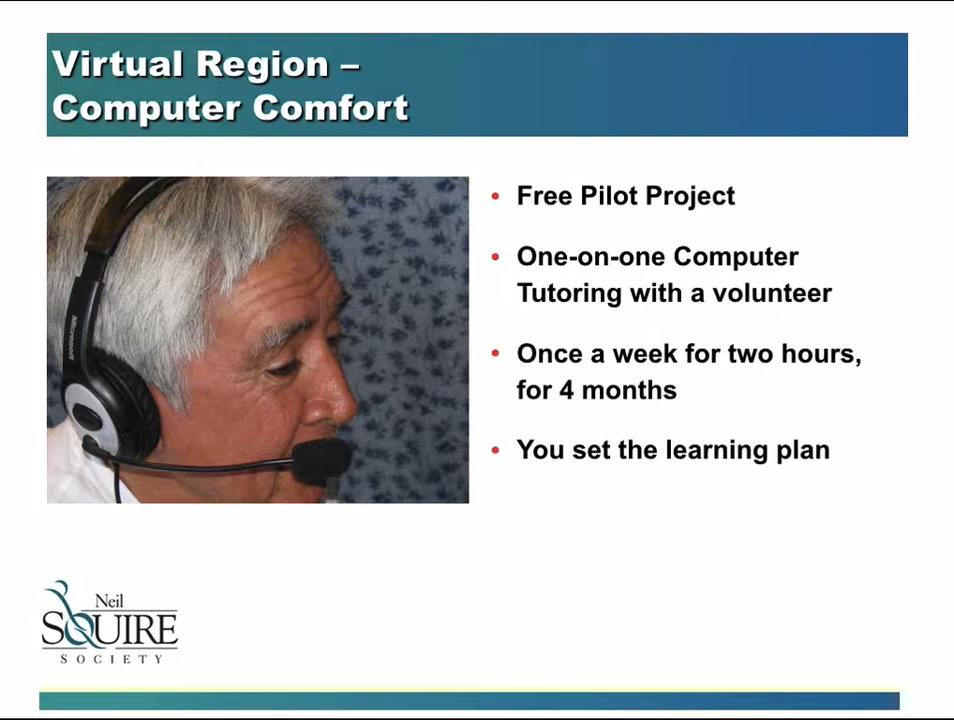 Virtual Region –
Computer Comfort
Microsoft
• Free Pilot Project
• One-on-one Computer
Tutoring with a volunteer
• Once a week for two hours,
for 4 months
• You set the learning plan
Neil
SQUIRE
SOCIETY